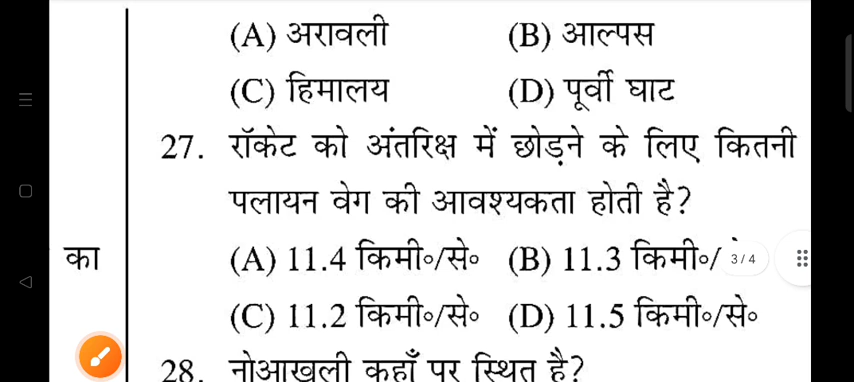 (A) अरावली (B) आल्पस
(C) हिमालय (D) पूर्वी घाट
27. रॉकेट को अंतरिक्ष में छोड़ने के लिए कितनी
पलायन वेग की आवश्यकता होती है?
का (A) 11.4 किमी०/से० (B) 11.3 किमी०/ 3/4
(C) 11.2 किमी०/से० (D) 11.5 किमी०/से०
28. नोआखली कहाँ पर स्थित है?